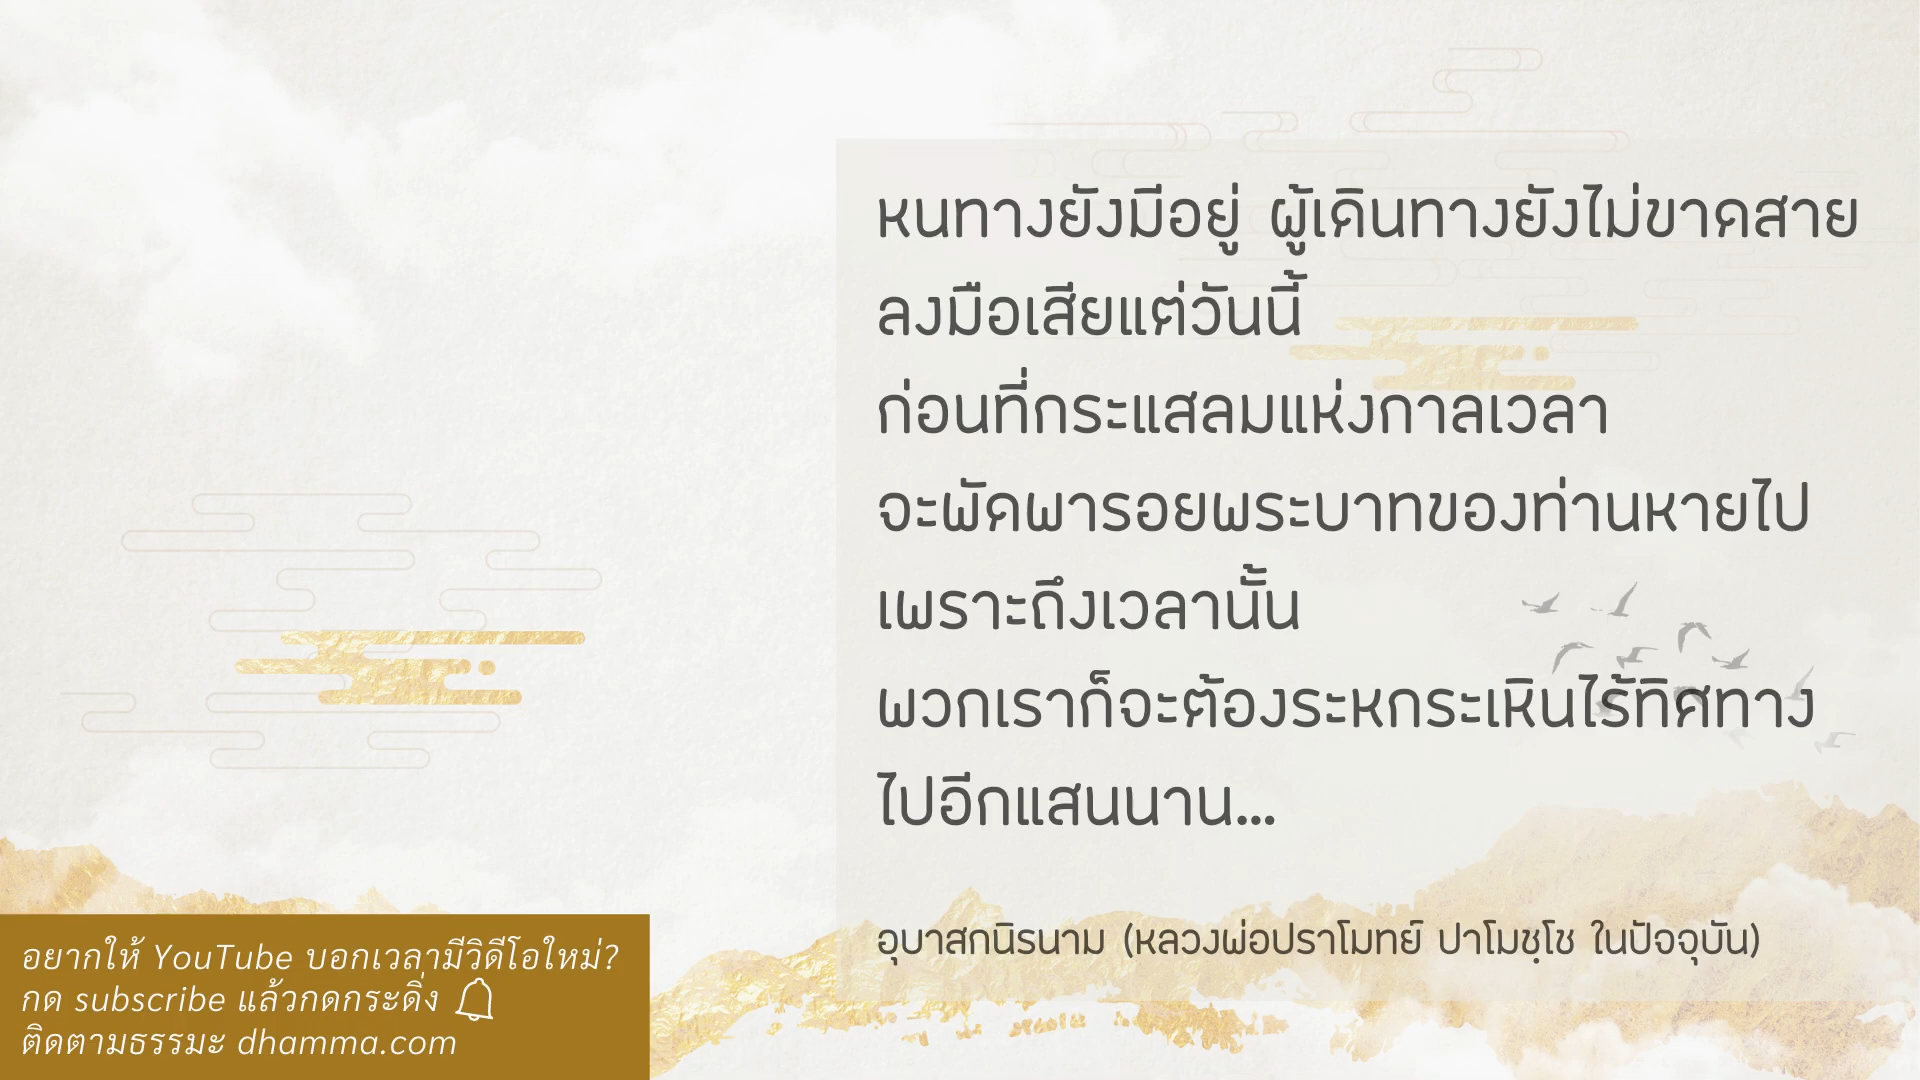 หนทางยังมีอยู่ ผู้เดินทางยังไม่ขาดสาย
ลงมือเสียแต่วันนี้
ก่อนที่กระแสลมแห่งกาลเวลา
จะพัดพารอยพระบาทของท่านหายไป
เพราะถึงเวลานั้น
พวกเราก็จะต้องระหกระเหินไร้ทิศทาง
ไปอีกแสนนาน...
อุบาสกนิรนาม (หลวงพ่อปราโมทย์ ปาโมชฺโช ในปัจจุบัน)
อยากให้ YouTube บอกเวลามีวิดีโอใหม่?
กด subscribe แล้วกดกระดิ่ง
ติดตามธรรมะ dhamma.com